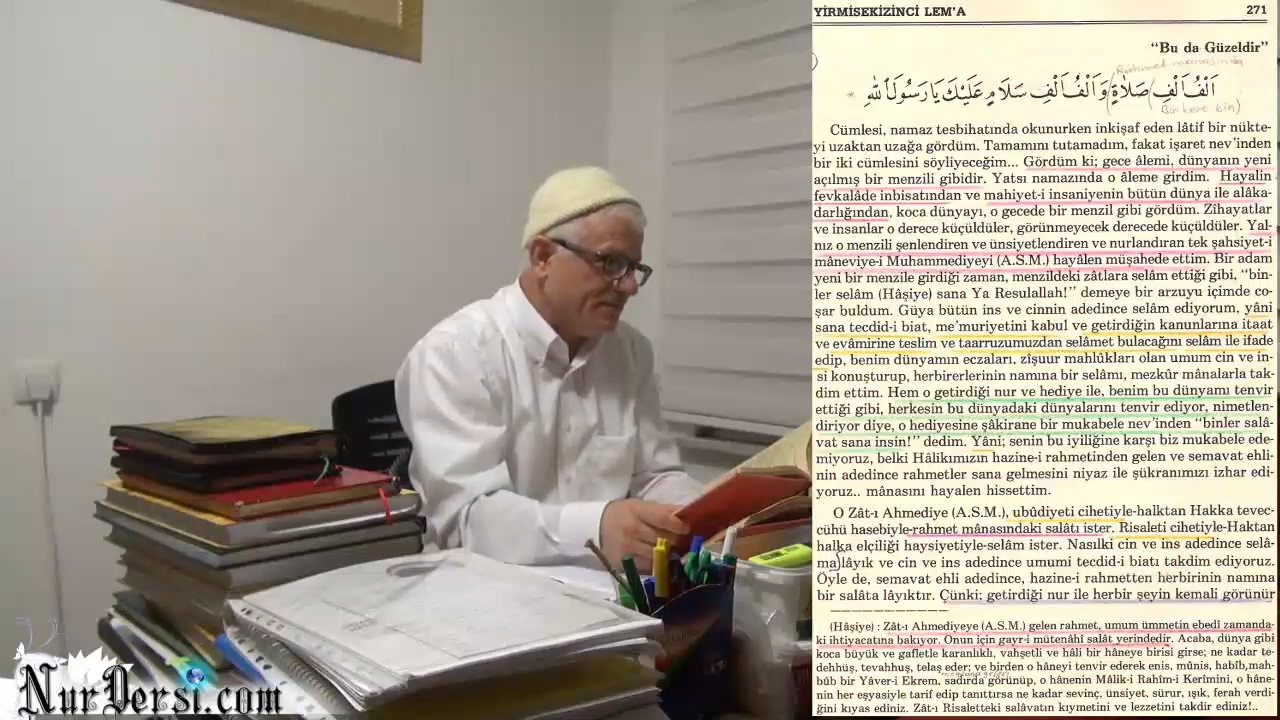 YİRMİSEKİZİNCİ LEM'A 271
"Bu da Güzeldir"
Rahmed manasında
اَلْفُ اَلْفِ صَلَاةٍ وَ اَلْفُ اَلْفِ سَلَامٍ عَلَيْكَ يَا رَسُولَ اللّٰهِ
Bin kere bin)
Cümlesi, namaz tesbihatında okunurken inkişaf eden lâtif bir nükte-
yi uzaktan uzağa gördüm. Tamamını tutamadım, fakat işaret nev'inden
bir iki cümlesini söyliyeceğim... Gördüm ki; gece âlemi, dünyanın yeni
açılmış bir menzili gibidir. Yatsı namazında o âleme girdim. Hayalin
fevkalâde inbisatından ve mahiyet-i insaniyenin bütün dünya ile alâka-
darlığından, koca dünyayı, o gecede bir menzil gibi gördüm. Zîhayatlar
ve insanlar o derece küçüldüler, görünmeyecek derecede küçüldüler. Yal-
nız o menzili şenlendiren ve ünsiyetlendiren ve nurlandıran tek şahsiyet-i
mâneviye-i Muhammediyeyi (A.S.M.) hayâlen müşahede ettim. Bir adam
yeni bir menzile girdiği zaman, menzildeki zâtlara selâm ettiği gibi, "bin-
ler selâm (Hâşiye) sana Ya Resulallah!" demeye bir arzuyu içimde co-
şar buldum. Güya bütün ins ve cinnin adedince selâm ediyorum, yâni
sana tecdid-i biat, me'muriyetini kabul ve getirdiğin kanunlarına itaat
ve evâmirine teslim ve taarruzumuzdan selâmet bulacağını selâm ile ifade
edip, benim dünyamın eczaları, zîşuur mahlûkları olan umum cin ve in-
si konuşturup, herbirerlerinin namına bir selâmı, mezkûr mânalarla tak-
dim ettim. Hem o getirdiği nur ve hediye ile, benim bu dünyamı tenvir
ettiği gibi, herkesin bu dünyadaki dünyalarını tenvir ediyor, nimetlen-
diriyor diye, o hediyesine şâkirane bir mukabele nev'inden "binler salâ-
vat sana insin!" dedim. Yâni; senin bu iyiliğine karşı biz mukabele ede-
miyoruz, belki Hâlikımızın hazine-i rahmetinden gelen ve semavat ehli-
nin adedince rahmetler sana gelmesini niyaz ile şükranımızı izhar edi-
yoruz.. mânasını hayalen hissettim.
O Zât-ı Ahmediye (A.S.M.), ubûdiyeti cihetiyle-halktan Hakka tevec-
cühü hasebiyle-rahmet mânasındaki salâtı ister. Risaleti cihetiyle-Haktan
halka elçiliği haysiyetiyle-selâm ister. Nasılki cin ve ins adedince selâ-
ma)lâyık ve cin ve ins adedince umumi tecdid-i biatı takdim ediyoruz.
Öyle de, semavat ehli adedince, hazine-i rahmetten herbirinin namına
bir salâta lâyıktır. Çünki; getirdiği nur ile herbir şeyin kemali görünür
(Hâşiye) : Zât-ı Ahmediyeye (A.S.M.) gelen rahmet, umum ümmetin ebedî zamanda-
ki ihtiyacatına bakıyor. Onun için gayr-i mütenâhî salât yerindedir. Acaba, dünya gibi
koca büyük ve gafletle karanlıklı, vahşetli ve hâli bir hâneye birisi girse; ne kadar te-
dehhüş, tevahhuş, telaş eder; ve birden o hâneyi tenvir ederek enis, mûnis, habîb,mah-
bûb bir Yâver-i Ekrem, sadırda görünüp, o hânenin Mâlik-i Rahîm-i Kerîmini, o hâne-
nin her eşyasiyle tarif edip tanıttırsa ne kadar sevinç, ünsiyet, sürur, ışık, ferah verdi-
ğini kıyas ediniz. Zât-ı Risaletteki salâvatın kıymetini ve lezzetini takdir ediniz!..
NurDersi.com